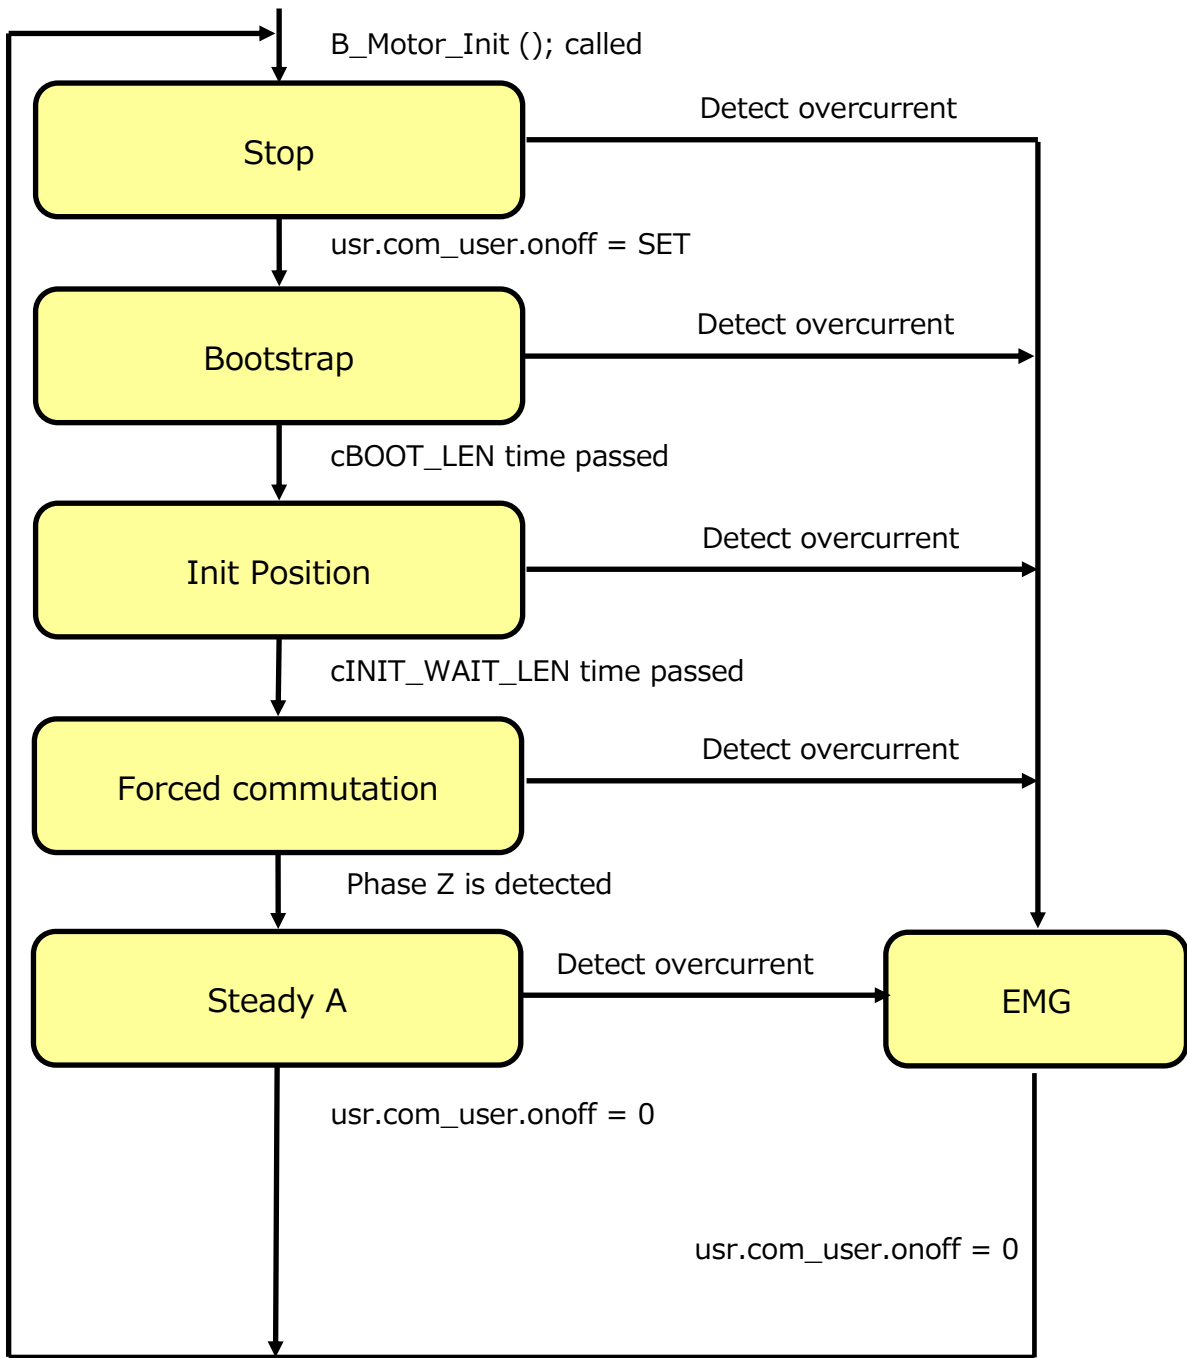 B_Motor_Init (); called
Detect overcurrent
Stop
usr.com_user.onoff = SET
Detect overcurrent
Bootstrap
cBOOT_LEN time passed
Detect overcurrent
Init Position
cINIT_WAIT_LEN time passed
Detect overcurrent
Forced commutation
Phase Z is detected
Detect overcurrent
Steady A
EMG
usr.com_user.onoff = 0
usr.com_user.onoff = 0